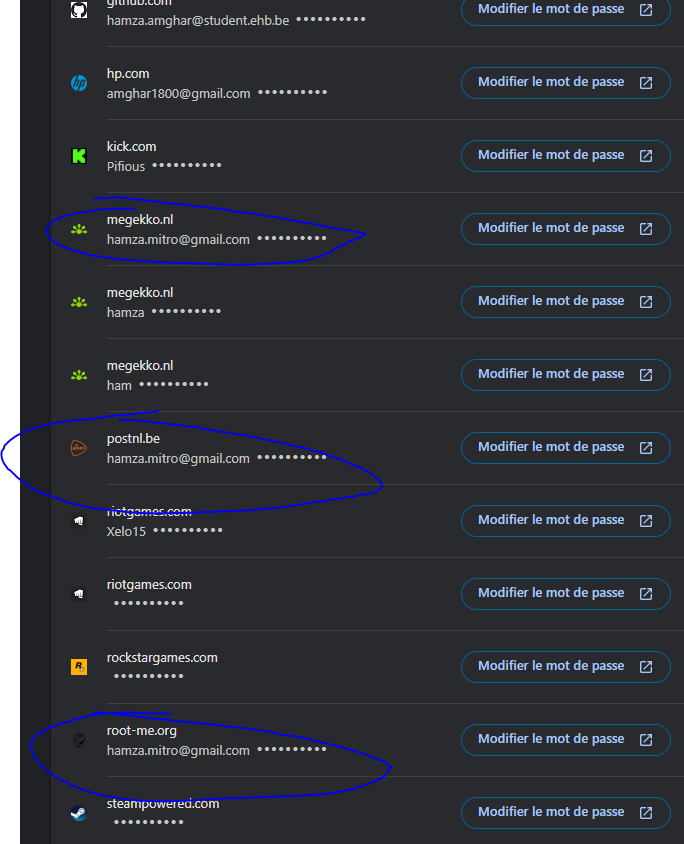 github.com
hamza.amghar@student.ehb.be ••••••••••
Modifier le mot de passe
hp.com
amghar1800@gmail.com ••••••••••
Modifier le mot de passe
kick.com
Pifious ••••••••••
Modifier le mot de passe
megekko.nl
hamza.mitro@gmail.com ••••••••••
Modifier le mot de passe
megekko.nl
hamza ••••••••••
Modifier le mot de passe
megekko.nl
ham ••••••••••
Modifier le mot de passe
postnl.be
hamza.mitro@gmail.com ••••••••••
Modifier le mot de passe
riotgames.com
Xelo15 ••••••••••
Modifier le mot de passe
riotgames.com
••••••••••
Modifier le mot de passe
rockstargames.com
••••••••••
Modifier le mot de passe
root-me.org
hamza.mitro@gmail.com ••••••••••
Modifier le mot de passe
steampowered.com
••••••••••
Modifier le mot de passe